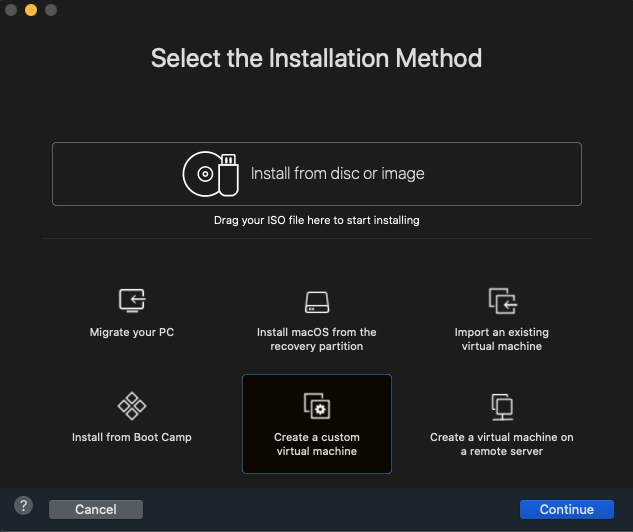 Select the Installation Method
Install from disc or image
Drag your ISO file here to start installing
Migrate your PC
Install macOS from the
recovery partition
Import an existing
virtual machine
Install from Boot Camp
Create a custom
virtual machine
Create a virtual machine on
a remote server
?
Cancel
Continue